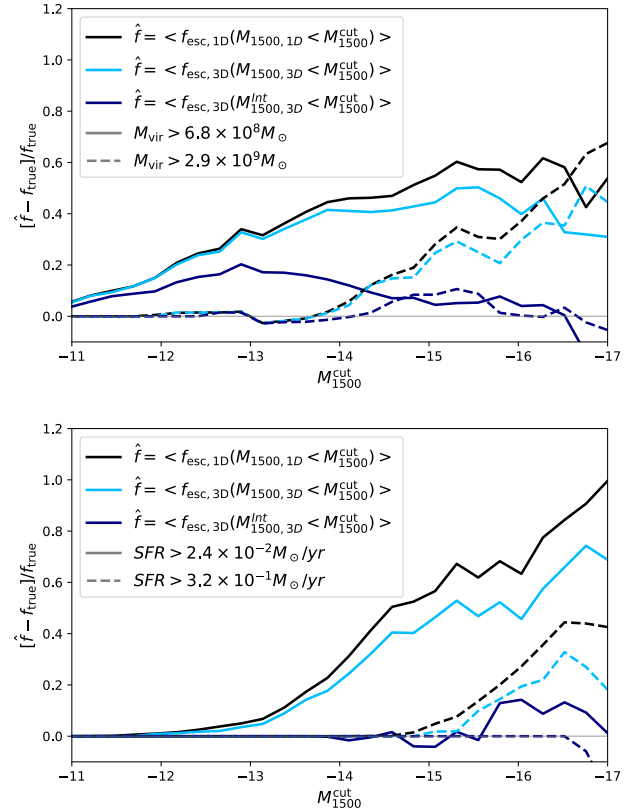 1.2
1.0
0.8
0.6
0.4
0.2
0.0
[f̂ − f_true]/f_true
f̂ = < f_esc,1D(M_1500,1D < M_1500^cut) >
f̂ = < f_esc,3D(M_1500,3D < M_1500^cut) >
f̂ = < f_esc,3D(M_1500,3D^Int < M_1500^cut) >
M_vir > 6.8 × 10^8 M_⊙
M_vir > 2.9 × 10^9 M_⊙
−11 −12 −13 −14 −15 −16 −17
M_1500^cut
1.2
1.0
0.8
0.6
0.4
0.2
0.0
[f̂ − f_true]/f_true
f̂ = < f_esc,1D(M_1500,1D < M_1500^cut) >
f̂ = < f_esc,3D(M_1500,3D < M_1500^cut) >
f̂ = < f_esc,3D(M_1500,3D^Int < M_1500^cut) >
SFR > 2.4 × 10^−2 M_⊙/yr
SFR > 3.2 × 10^−1 M_⊙/yr
−11 −12 −13 −14 −15 −16 −17
M_1500^cut